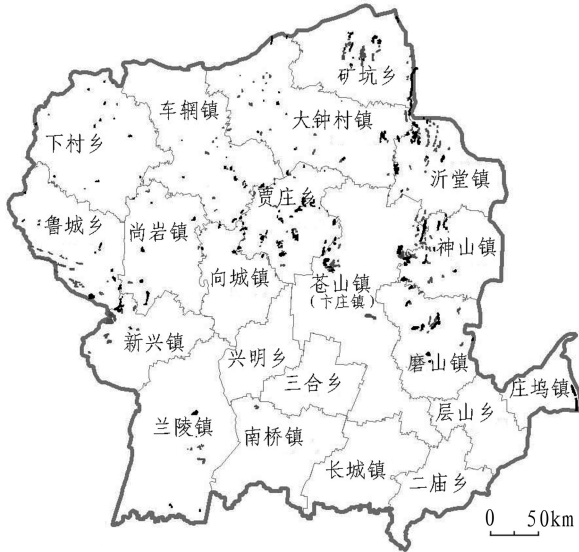 矿坑乡
车辋镇
大钟村镇
下村乡
沂堂镇
贾庄乡
鲁城乡
尚岩镇
神山镇
向城镇
苍山镇
(卞庄镇)
新兴镇
兴明乡
磨山镇
三合乡
庄坞镇
层山乡
兰陵镇
南桥镇
长城镇
二庙乡
0 50km